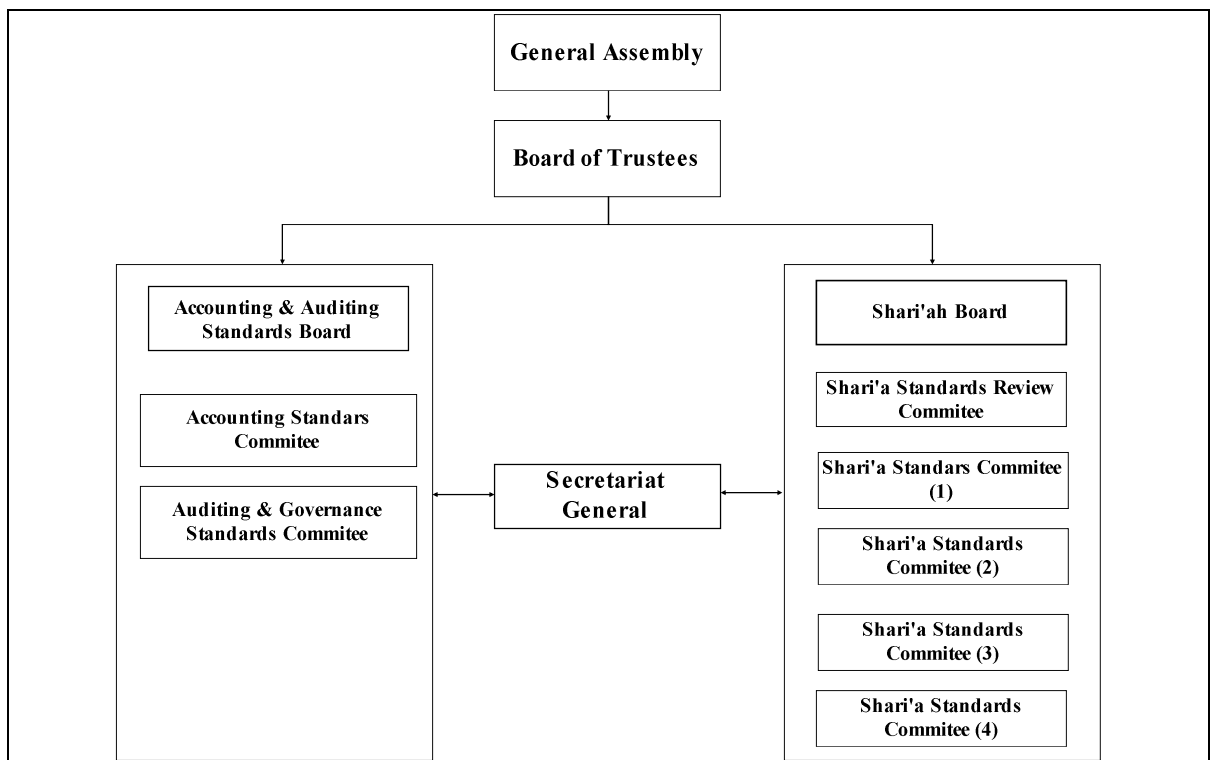 General Assembly
Board of Trustees
Accounting & Auditing
Standards Board
Accounting Standars
Commitee
Auditing & Governance
Standards Commitee
Secretariat
General
Shari'ah Board
Shari'a Standards Review
Commitee
Shari'a Standars Commitee
(1)
Shari'a Standards
Commitee (2)
Shari'a Standards
Commitee (3)
Shari'a Standards
Commitee (4)